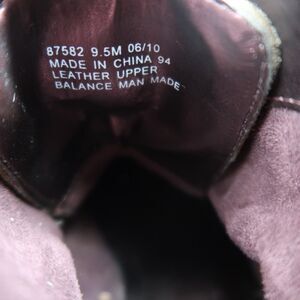 87582 9.5M 06/10
MADE IN CHINA 94
LEATHER UPPER
BALANCE MAN MADE